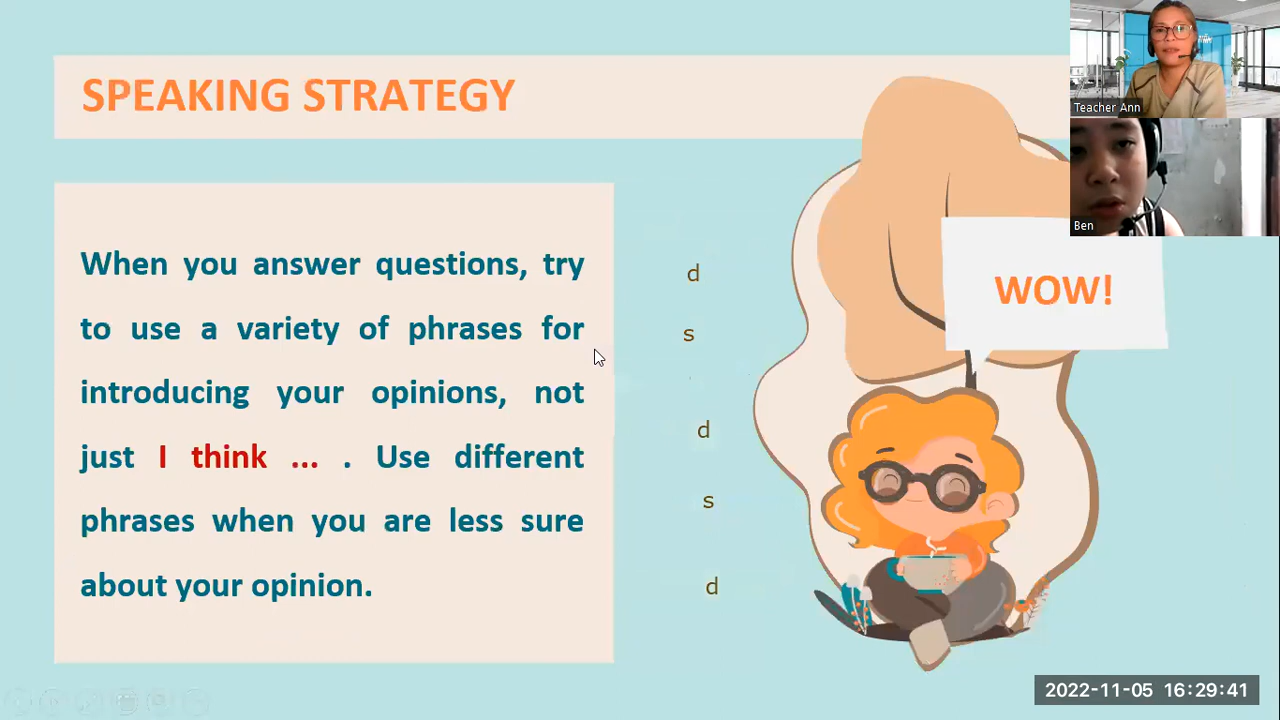 SPEAKING STRATEGY
When you answer questions, try
to use a variety of phrases for
introducing your opinions, not
just I think ... . Use different
phrases when you are less sure
about your opinion.
d
s
d
s
d
WOW!
Teacher Ann
Ben
2022-11-05 16:29:41